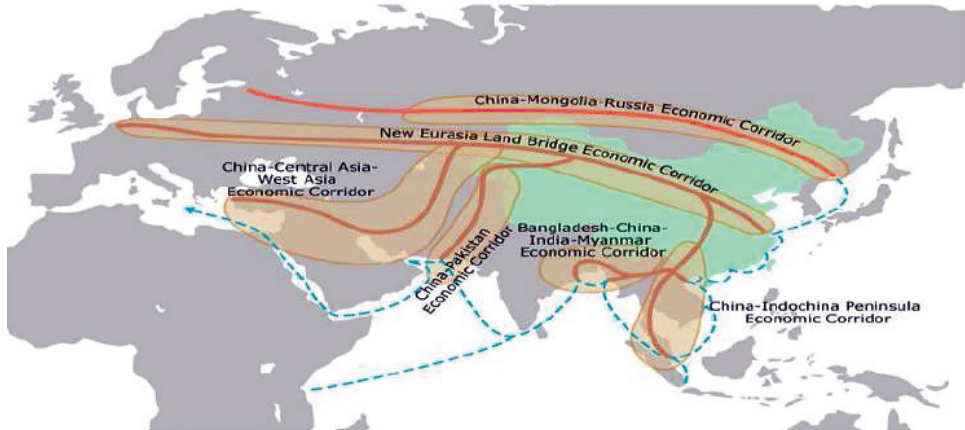 China-Mongolia-Russia Economic
Corridor
New Eurasia Land Bridge Economic Corridor
China-Central Asia-
West Asia
Economic Corridor
Bangladesh-China-
India-Myanmar
Economic Corridor
China-Pakistan
Economic Corridor
China-Indochina Peninsula
Economic Corridor